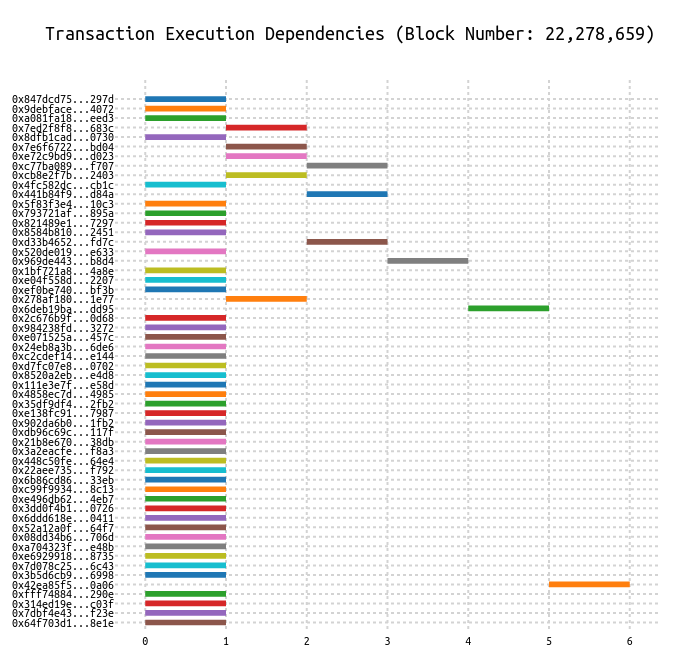 Transaction Execution Dependencies (Block Number: 22,278,659)
0x847dcd75...297d
0x9debface...4072
0xa081fa18...eed3
0x7ed2f8f8...683c
0x8dfb1cad...0730
0x7e6f6722...bd04
0xe72c9bd9...d023
0xc77ba089...f707
0xcb8e2f7b...2403
0x4fc582dc...cb1c
0x441b84f9...d84a
0x5f83f3e4...10c3
0x793721af...895a
0x821489e1...7297
0x8584b810...2451
0xd33b4652...fd7c
0x520de019...e633
0x969de443...b8d4
0x1bf721a8...4a8e
0xe04f558d...2207
0xef0be740...bf3b
0x278af180...1e77
0x6deb19ba...dd95
0x2c676b9f...0d68
0x984238fd...3272
0xe071525a...457c
0x24eb8a3b...6de6
0xc2cdef14...e144
0xd7fc07e8...0702
0x8520a2eb...e4d8
0x111e3e7f...e58d
0x4858ec7d...4985
0x35df9df4...2fb2
0xe138fc91...7987
0x902da6b0...1fb2
0xdb96c69c...117f
0x21b8e670...38db
0x3a2eacfe...f8a3
0x448c50fe...64e4
0x22aee735...f792
0x6b86cd86...33eb
0xc99f9934...8c13
0xe496db62...4eb7
0x3dd0f4b1...0726
0x6ddd618e...0411
0x52a12a0f...64f7
0x08dd34b6...706d
0xa704323f...e48b
0xe6929918...8735
0x7d078c25...6c43
0x3b5d6cb9...6998
0x42ea85f5...0a06
0xfff74884...290e
0x314ed19e...c03f
0x7dbf4e43...f23e
0x64f703d1...8e1e
0 1 2 3 4 5 6